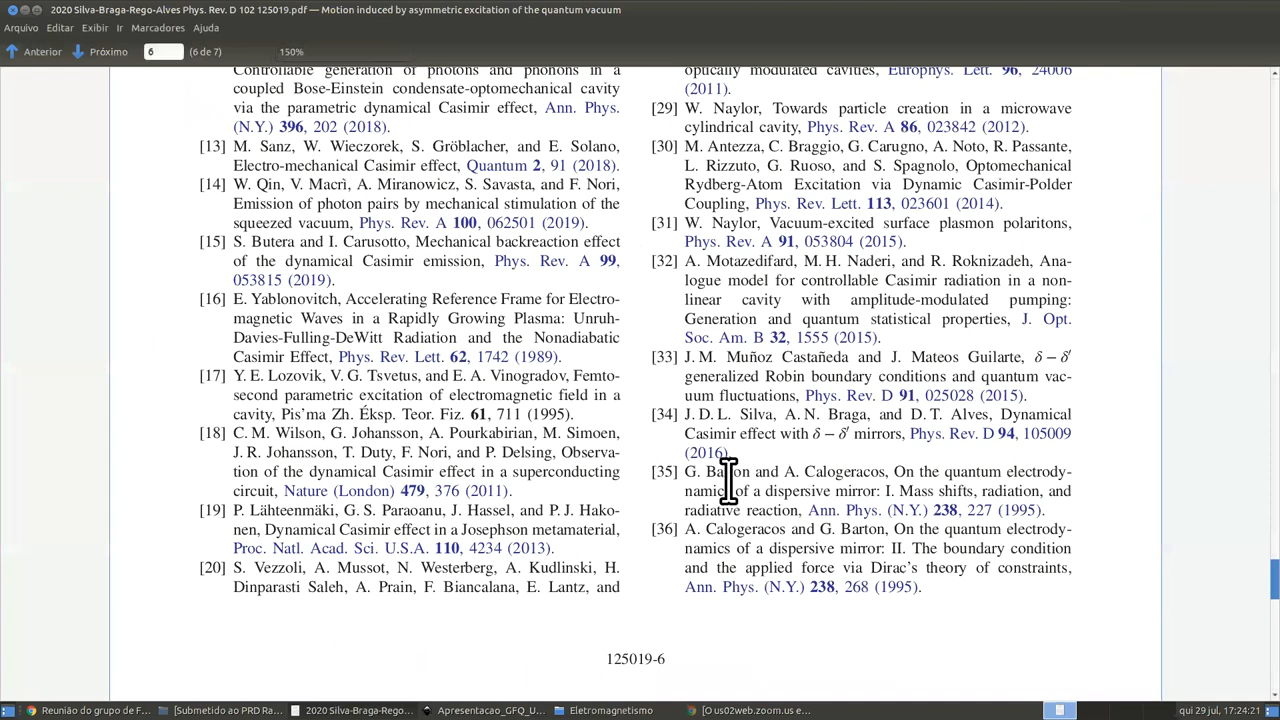 2020 Silva-Braga-Rego-Alves Phys. Rev. D 102 125019.pdf — Motion induced by asymmetric excitation of the quantum vacuum
Arquivo Editar Exibir Ir Marcadores Ajuda
Anterior Próximo 6 (6 de 7) 150%
Controllable generation of photons and phonons in a
coupled Bose-Einstein condensate-optomechanical cavity
via the parametric dynamical Casimir effect, Ann. Phys.
(N.Y.) 396, 202 (2018).
[13] M. Sanz, W. Wieczorek, S. Gröblacher, and E. Solano,
Electro-mechanical Casimir effect, Quantum 2, 91 (2018).
[14] W. Qin, V. Macrì, A. Miranowicz, S. Savasta, and F. Nori,
Emission of photon pairs by mechanical stimulation of the
squeezed vacuum, Phys. Rev. A 100, 062501 (2019).
[15] S. Butera and I. Carusotto, Mechanical backreaction effect
of the dynamical Casimir emission, Phys. Rev. A 99,
053815 (2019).
[16] E. Yablonovitch, Accelerating Reference Frame for Electro-
magnetic Waves in a Rapidly Growing Plasma: Unruh-
Davies-Fulling-DeWitt Radiation and the Nonadiabatic
Casimir Effect, Phys. Rev. Lett. 62, 1742 (1989).
[17] Y. E. Lozovik, V. G. Tsvetus, and E. A. Vinogradov, Femto-
second parametric excitation of electromagnetic field in a
cavity, Pis’ma Zh. Éksp. Teor. Fiz. 61, 711 (1995).
[18] C. M. Wilson, G. Johansson, A. Pourkabirian, M. Simoen,
J. R. Johansson, T. Duty, F. Nori, and P. Delsing, Observa-
tion of the dynamical Casimir effect in a superconducting
circuit, Nature (London) 479, 376 (2011).
[19] P. Lähteenmäki, G. S. Paraoanu, J. Hassel, and P. J. Hako-
nen, Dynamical Casimir effect in a Josephson metamaterial,
Proc. Natl. Acad. Sci. U.S.A. 110, 4234 (2013).
[20] S. Vezzoli, A. Mussot, N. Westerberg, A. Kudlinski, H.
Dinparasti Saleh, A. Prain, F. Biancalana, E. Lantz, and
optically modulated cavities, Europhys. Lett. 96, 24006
(2011).
[29] W. Naylor, Towards particle creation in a microwave
cylindrical cavity, Phys. Rev. A 86, 023842 (2012).
[30] M. Antezza, C. Braggio, G. Carugno, A. Noto, R. Passante,
L. Rizzuto, G. Ruoso, and S. Spagnolo, Optomechanical
Rydberg-Atom Excitation via Dynamic Casimir-Polder
Coupling, Phys. Rev. Lett. 113, 023601 (2014).
[31] W. Naylor, Vacuum-excited surface plasmon polaritons,
Phys. Rev. A 91, 053804 (2015).
[32] A. Motazedifard, M. H. Naderi, and R. Roknizadeh, Ana-
logue model for controllable Casimir radiation in a non-
linear cavity with amplitude-modulated pumping:
Generation and quantum statistical properties, J. Opt.
Soc. Am. B 32, 1555 (2015).
[33] J. M. Muñoz Castañeda and J. Mateos Guilarte, δ − δ′
generalized Robin boundary conditions and quantum vac-
uum fluctuations, Phys. Rev. D 91, 025028 (2015).
[34] J. D. L. Silva, A. N. Braga, and D. T. Alves, Dynamical
Casimir effect with δ − δ′ mirrors, Phys. Rev. D 94, 105009
(2016).
[35] G. Barton and A. Calogeracos, On the quantum electrody-
namics of a dispersive mirror: I. Mass shifts, radiation, and
radiative reaction, Ann. Phys. (N.Y.) 238, 227 (1995).
[36] A. Calogeracos and G. Barton, On the quantum electrody-
namics of a dispersive mirror: II. The boundary condition
and the applied force via Dirac’s theory of constraints,
Ann. Phys. (N.Y.) 238, 268 (1995).
125019-6
Reunião do grupo de F... [Submetido ao PRD Ra... 2020 Silva-Braga-Rego-... Apresentacao_GFQ_U... Eletromagnetismo [O us02web.zoom.us e... qui 29 jul, 17:24:21